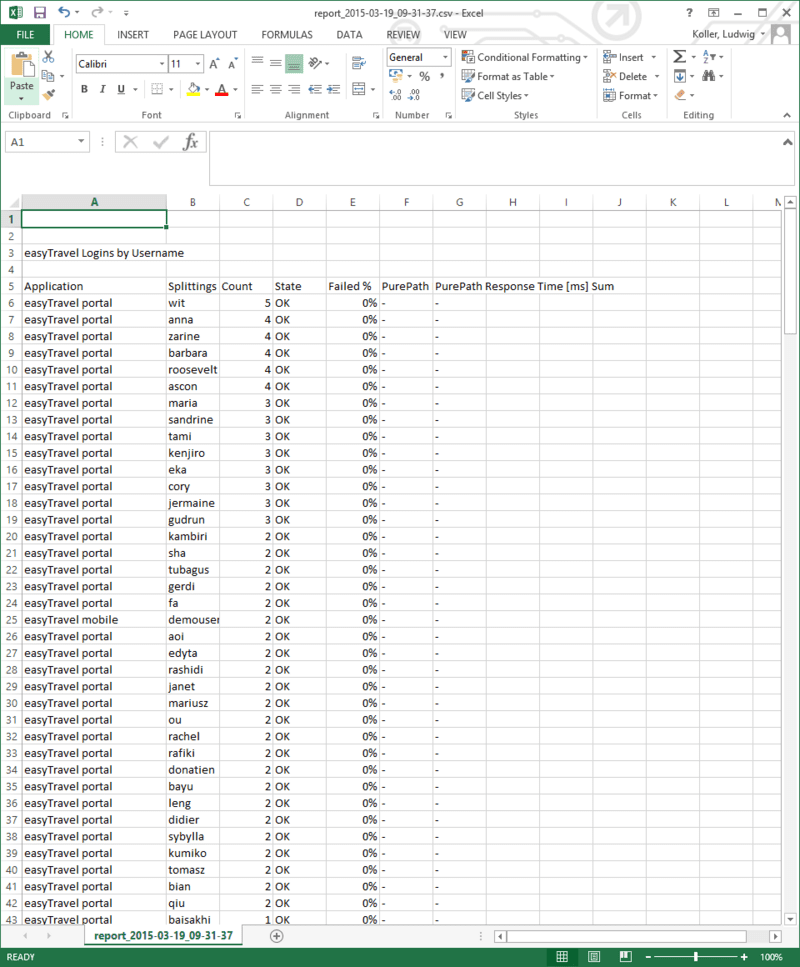 report_2015-03-19_09-31-37.csv - Excel
FILE HOME INSERT PAGE LAYOUT FORMULAS DATA REVIEW VIEW Koller, Ludwig
Paste
Calibri 11
B I U
General
Conditional Formatting
Format as Table
Cell Styles
Insert
Delete
Format
Clipboard Font Alignment Number Styles Cells Editing
A1 fx
A B C D E F G H I J K L M
1
2
3 easyTravel Logins by Username
4
5 Application Splittings Count State Failed % PurePath PurePath Response Time [ms] Sum
6 easyTravel portal wit 5 OK 0% - -
7 easyTravel portal anna 4 OK 0% - -
8 easyTravel portal zarine 4 OK 0% - -
9 easyTravel portal barbara 4 OK 0% - -
10 easyTravel portal roosevelt 4 OK 0% - -
11 easyTravel portal ascon 4 OK 0% - -
12 easyTravel portal maria 3 OK 0% - -
13 easyTravel portal sandrine 3 OK 0% - -
14 easyTravel portal tami 3 OK 0% - -
15 easyTravel portal kenjiro 3 OK 0% - -
16 easyTravel portal eka 3 OK 0% - -
17 easyTravel portal cory 3 OK 0% - -
18 easyTravel portal jermaine 3 OK 0% - -
19 easyTravel portal gudrun 3 OK 0% - -
20 easyTravel portal kambiri 2 OK 0% - -
21 easyTravel portal sha 2 OK 0% - -
22 easyTravel portal tubagus 2 OK 0% - -
23 easyTravel portal gerdi 2 OK 0% - -
24 easyTravel portal fa 2 OK 0% - -
25 easyTravel mobile demouser 2 OK 0% - -
26 easyTravel portal aoi 2 OK 0% - -
27 easyTravel portal edyta 2 OK 0% - -
28 easyTravel portal rashidi 2 OK 0% - -
29 easyTravel portal janet 2 OK 0% - -
30 easyTravel portal mariusz 2 OK 0% - -
31 easyTravel portal ou 2 OK 0% - -
32 easyTravel portal rachel 2 OK 0% - -
33 easyTravel portal rafiki 2 OK 0% - -
34 easyTravel portal donatien 2 OK 0% - -
35 easyTravel portal bayu 2 OK 0% - -
36 easyTravel portal leng 2 OK 0% - -
37 easyTravel portal didier 2 OK 0% - -
38 easyTravel portal sybylla 2 OK 0% - -
39 easyTravel portal kumiko 2 OK 0% - -
40 easyTravel portal tomasz 2 OK 0% - -
41 easyTravel portal bian 2 OK 0% - -
42 easyTravel portal qiu 2 OK 0% - -
43 easyTravel portal baisakhi 1 OK 0% - -
report_2015-03-19_09-31-37
READY 100%